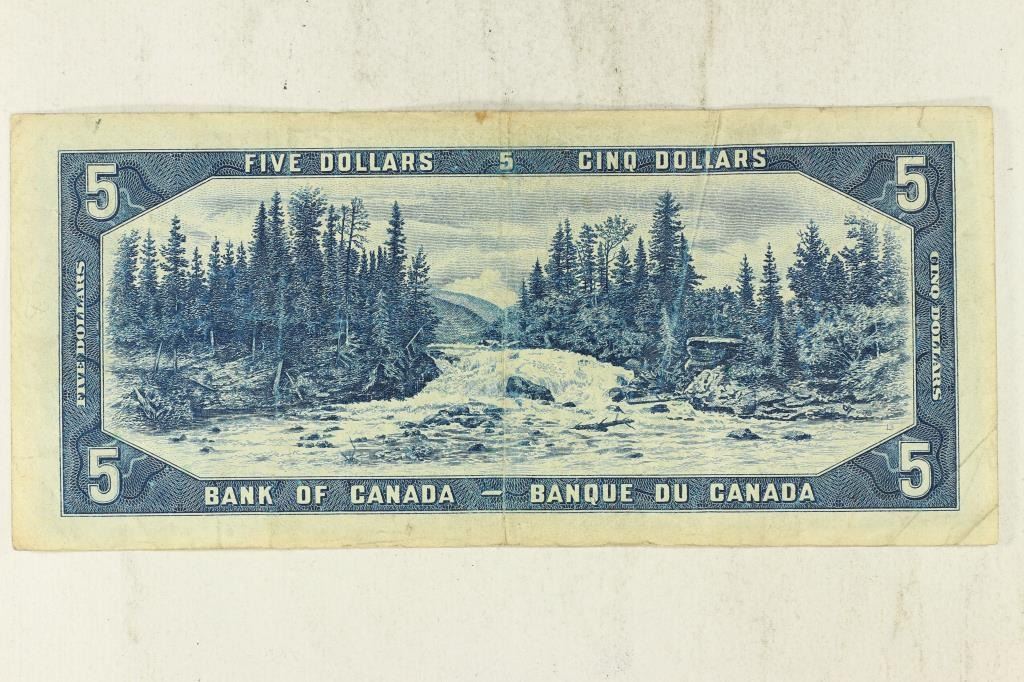 FIVE DOLLARS 5 CINQ DOLLARS
5 5
FIVE DOLLARS
CINQ DOLLARS
5 5
BANK OF CANADA — BANQUE DU CANADA